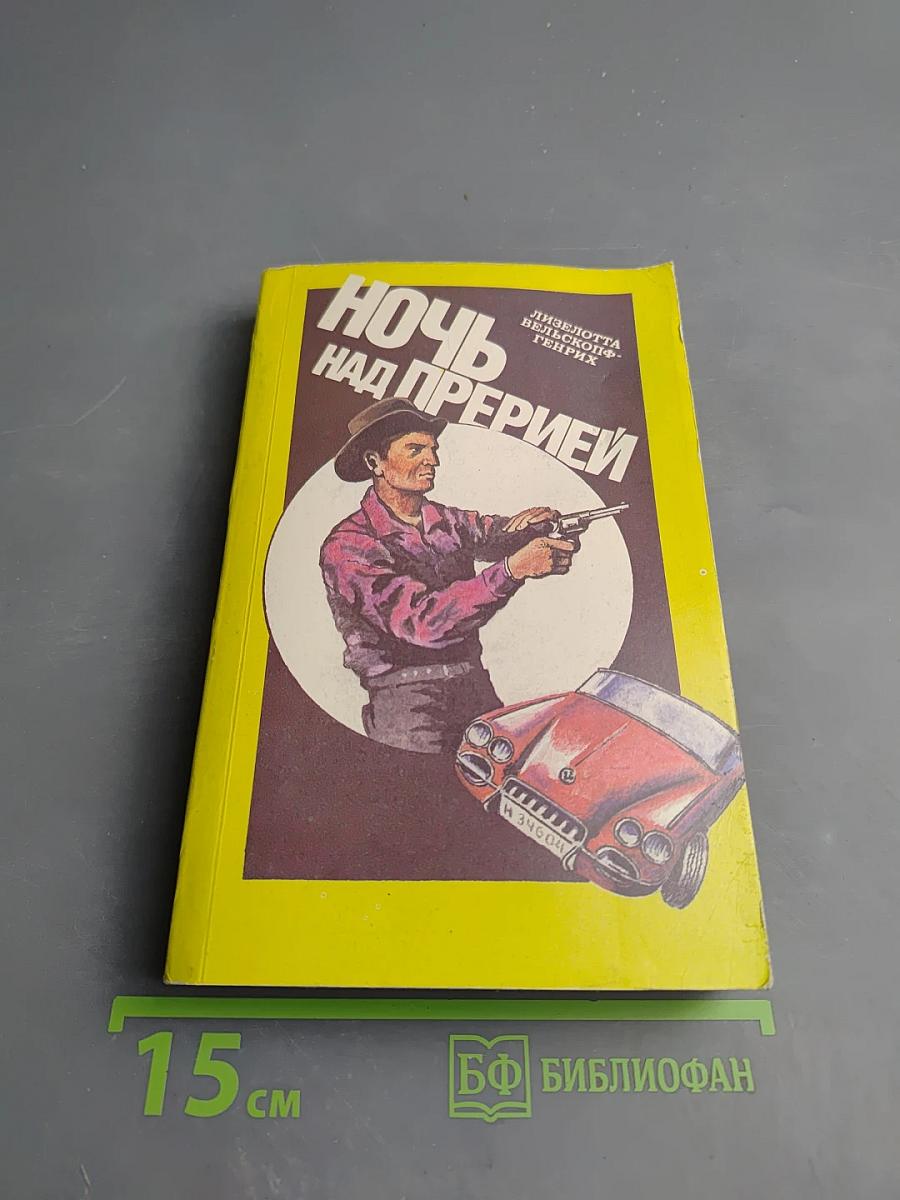 НОЧЬ
НАД ПРЕРИЕЙ
ЛИЗЕЛОТТА
ВЕЛЬСКОПФ-
ГЕНРИХ
Н 34604
15 см
БФ БИБЛИОФАН